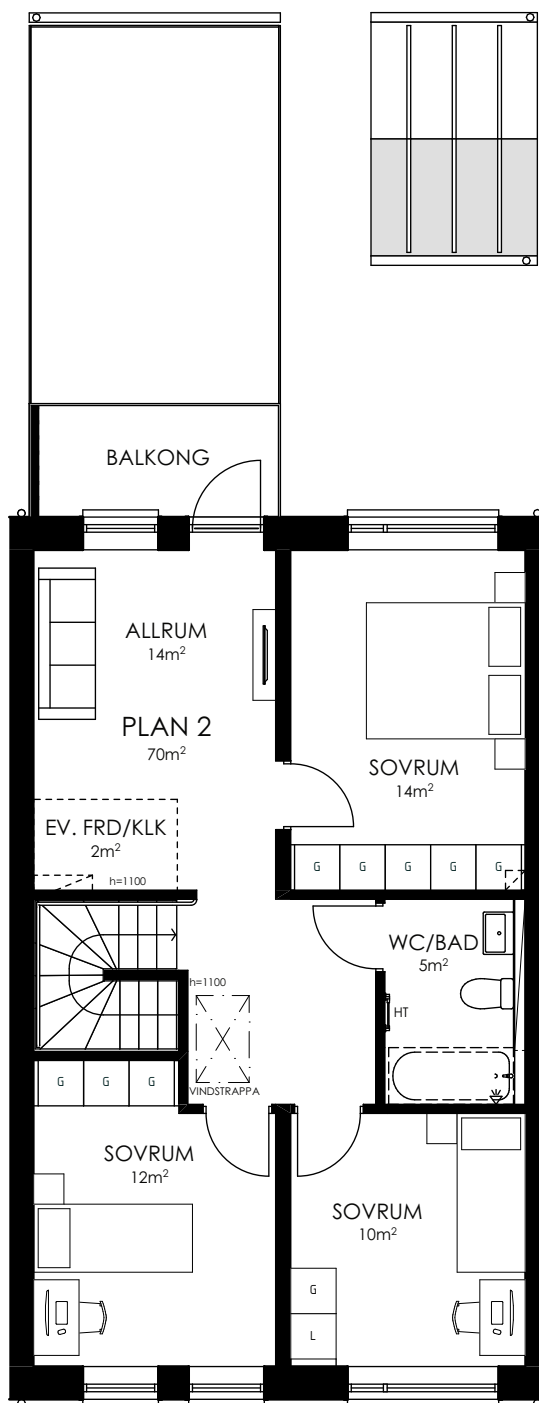 BALKONG
ALLRUM
14m²
PLAN 2
70m²
SOVRUM
14m²
EV. FRD/KLK
2m²
h=1100
G G G G G
WC/BAD
5m²
HT
h=1100
VINDSTRAPPA
G G G
SOVRUM
12m²
SOVRUM
10m²
G
L